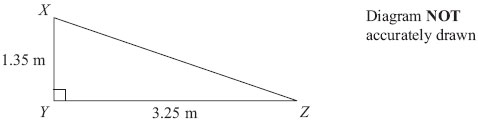 X
Diagram NOT
accurately drawn
1.35 m
Y
3.25 m
Z